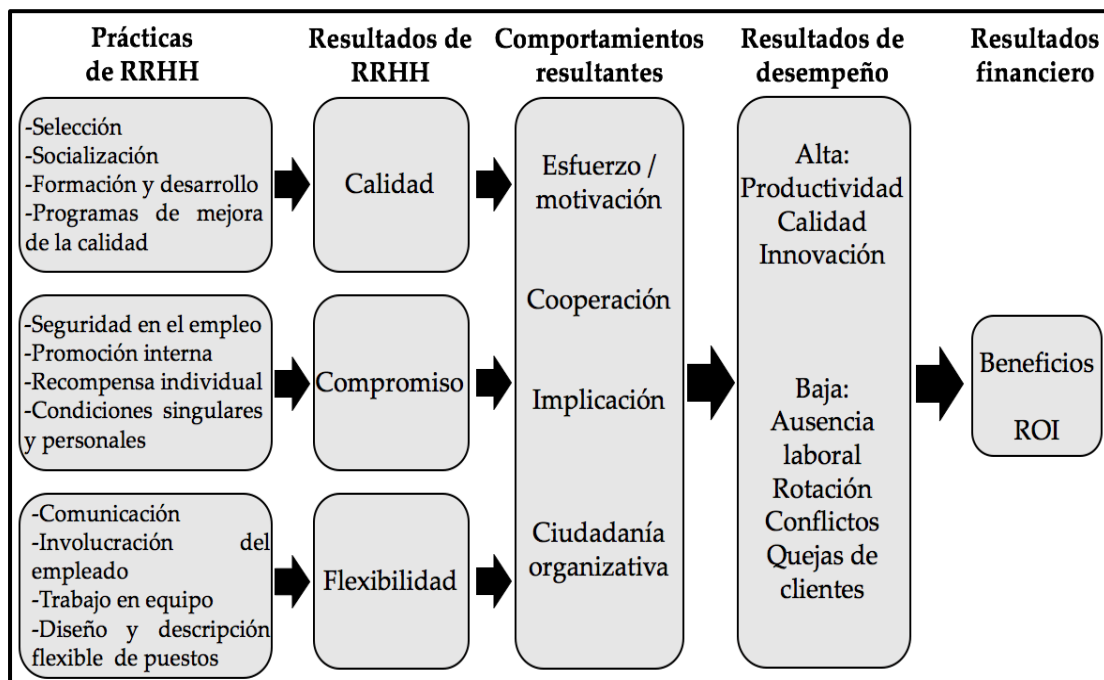 Prácticas
de RRHH
Resultados de
RRHH
Comportamientos
resultantes
Resultados de
desempeño
Resultados
financiero
-Selección
-Socialización
-Formación y desarrollo
-Programas de mejora
de la calidad
Calidad
-Seguridad en el empleo
-Promoción interna
-Recompensa individual
-Condiciones singulares
y personales
Compromiso
-Comunicación
-Involucración del
empleado
-Trabajo en equipo
-Diseño y descripción
flexible de puestos
Flexibilidad
Esfuerzo /
motivación
Cooperación
Implicación
Ciudadanía
organizativa
Alta:
Productividad
Calidad
Innovación
Baja:
Ausencia
laboral
Rotación
Conflictos
Quejas de
clientes
Beneficios
ROI